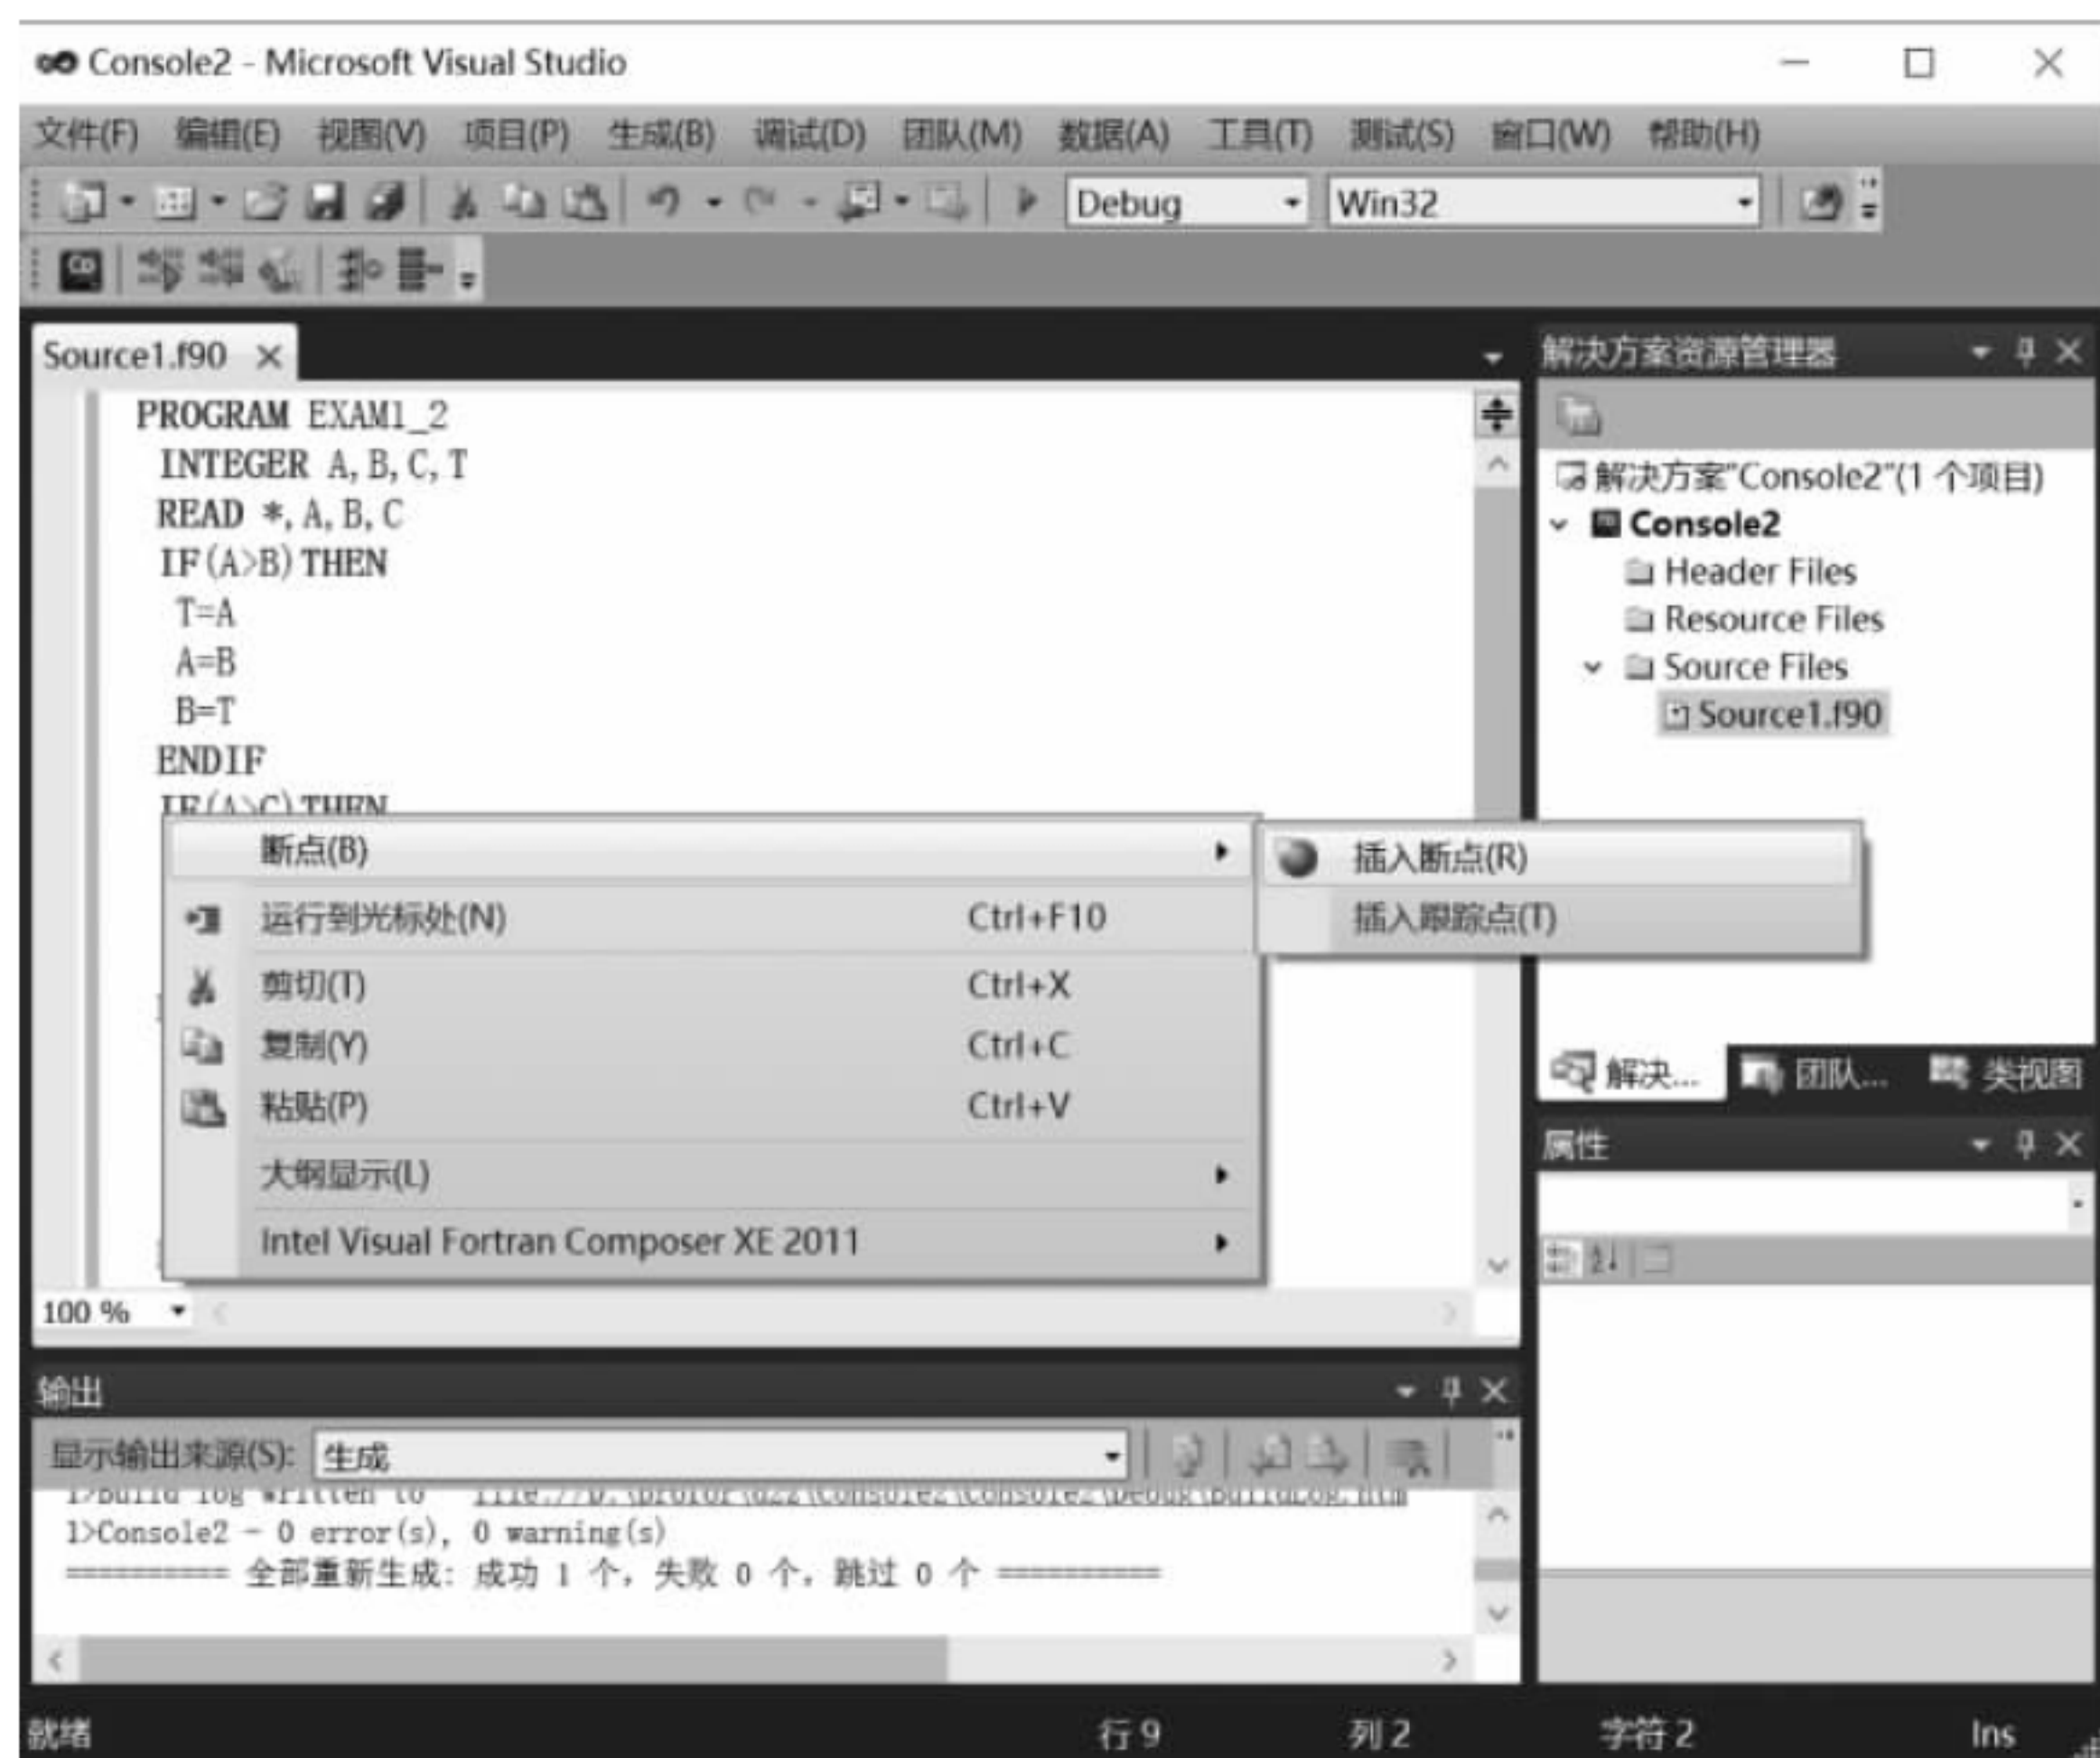 Console2 - Microsoft Visual Studio
文件(F) 编辑(E) 视图(V) 项目(P) 生成(B) 调试(D) 团队(M) 数据(A) 工具(T) 测试(S) 窗口(W) 帮助(H)
Debug Win32
Source1.f90
PROGRAM EXAM1_2
INTEGER A,B,C,T
READ *,A,B,C
IF(A>B)THEN
T=A
A=B
B=T
ENDIF
IF(A>C)THEN
断点(B)
插入断点(R)
插入跟踪点(T)
运行到光标处(N) Ctrl+F10
剪切(T) Ctrl+X
复制(Y) Ctrl+C
粘贴(P) Ctrl+V
大纲显示(L)
Intel Visual Fortran Composer XE 2011
100 %
解决方案资源管理器
解决方案"Console2"(1 个项目)
Console2
Header Files
Resource Files
Source Files
Source1.f90
解决... 团队... 类视图
属性
输出
显示输出来源(S): 生成
1>Build log written to
1>Console2 - 0 error(s), 0 warning(s)
========== 全部重新生成: 成功 1 个, 失败 0 个, 跳过 0 个 ==========
就绪 行 9 列 2 字符 2 Ins